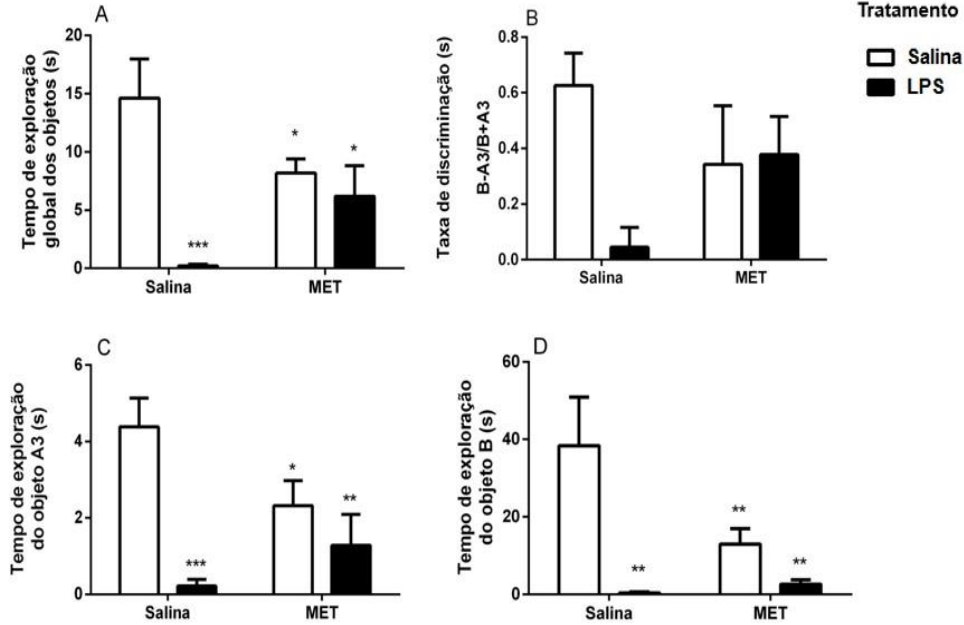 Tratamento
Salina
LPS
A
Tempo de exploração
global dos objetos (s)
20
15
10
5
0
***
*
*
Salina
MET
B
Taxa de discriminação (s)
B-A3/B+A3
0.8
0.6
0.4
0.2
0.0
Salina
MET
C
Tempo de exploração
do objeto A3 (s)
6
4
2
0
***
*
**
Salina
MET
D
Tempo de exploração
do objeto B (s)
60
40
20
0
**
**
**
Salina
MET